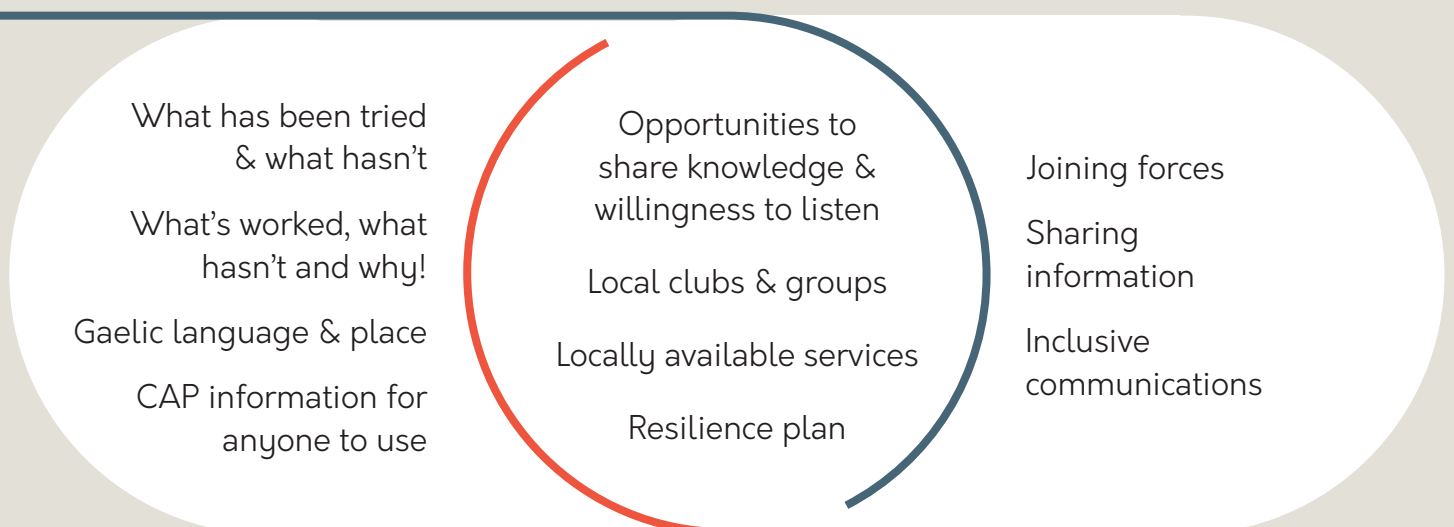 What has been tried
& what hasn't
What's worked, what
hasn't and why!
Gaelic language & place
CAP information for
anyone to use
Opportunities to
share knowledge &
willingness to listen
Local clubs & groups
Locally available services
Resilience plan
Joining forces
Sharing
information
Inclusive
communications